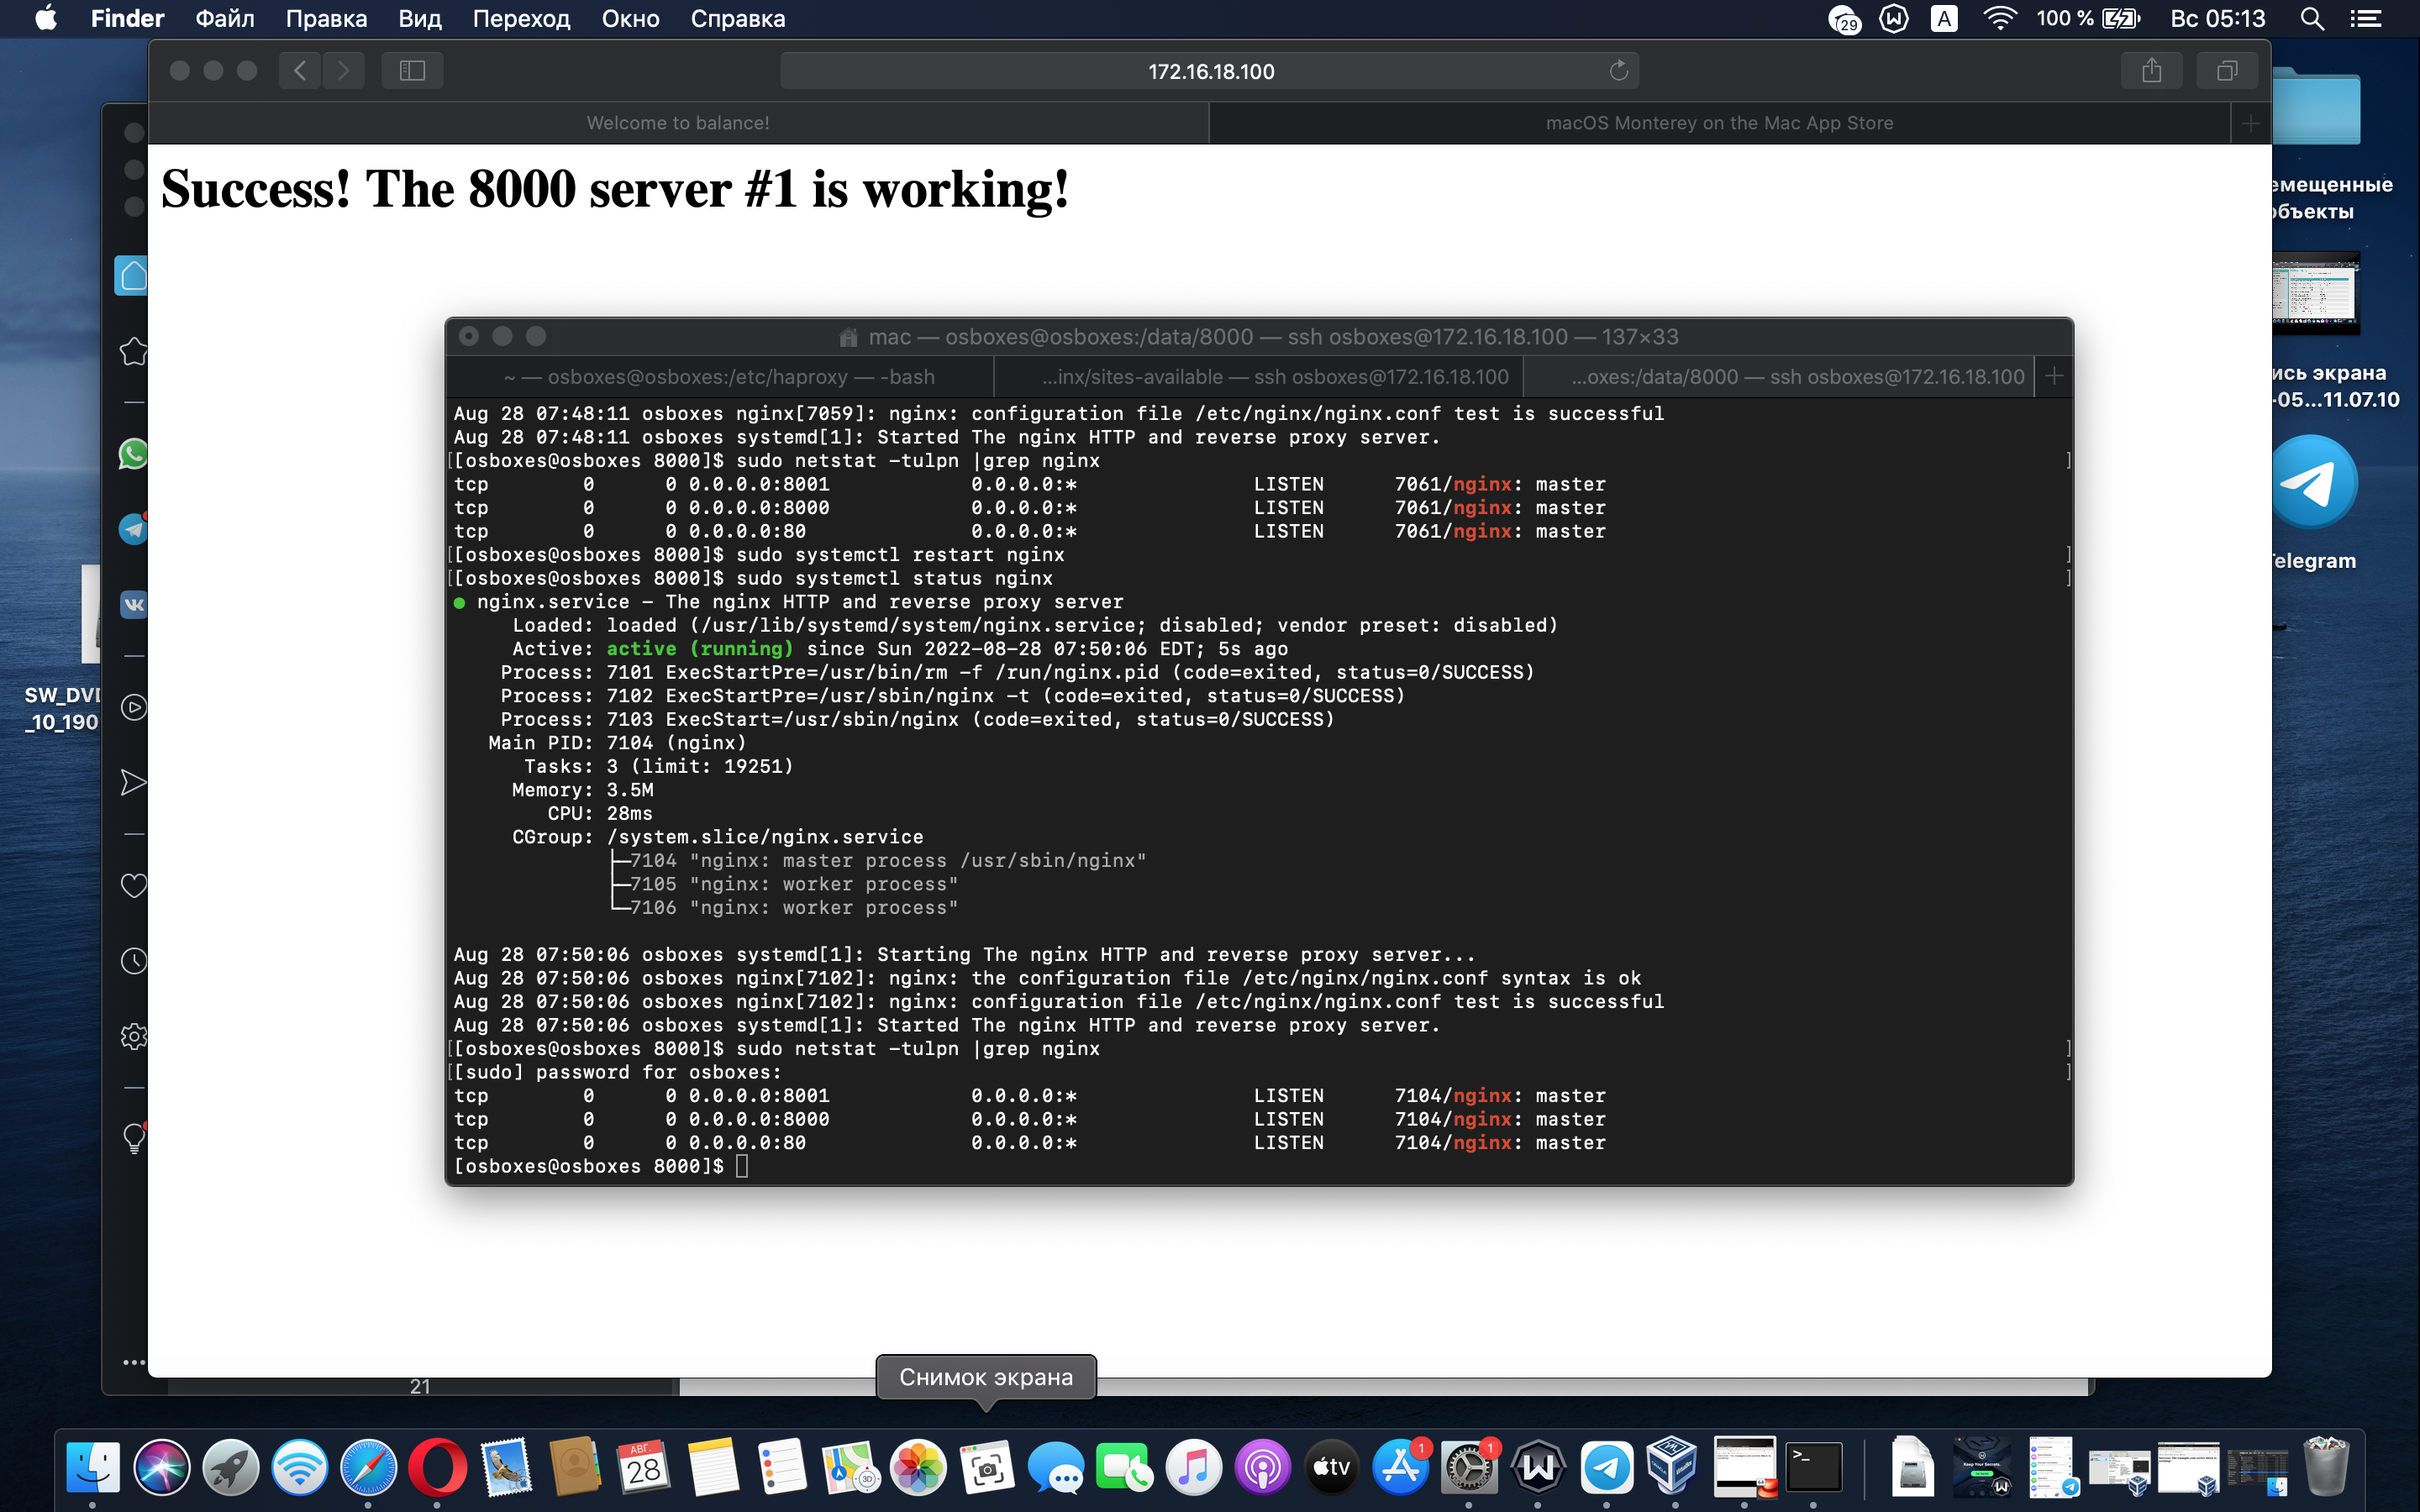 Finder Файл Правка Вид Переход Окно Справка 29 A 100 % Вс 05:13
172.16.18.100
Welcome to balance! macOS Monterey on the Mac App Store
Success! The 8000 server #1 is working!
емещенные
объекты
mac — osboxes@osboxes:/data/8000 — ssh osboxes@172.16.18.100 — 137×33
~ — osboxes@osboxes:/etc/haproxy — -bash ...inx/sites-available — ssh osboxes@172.16.18.100 ...oxes:/data/8000 — ssh osboxes@172.16.18.100
ись экрана
-05...11.07.10
Aug 28 07:48:11 osboxes nginx[7059]: nginx: configuration file /etc/nginx/nginx.conf test is successful
Aug 28 07:48:11 osboxes systemd[1]: Started The nginx HTTP and reverse proxy server.
[[osboxes@osboxes 8000]$ sudo netstat -tulpn |grep nginx ]
tcp 0 0 0.0.0.0:8001 0.0.0.0:* LISTEN 7061/nginx: master
tcp 0 0 0.0.0.0:8000 0.0.0.0:* LISTEN 7061/nginx: master
tcp 0 0 0.0.0.0:80 0.0.0.0:* LISTEN 7061/nginx: master
[[osboxes@osboxes 8000]$ sudo systemctl restart nginx ]
[[osboxes@osboxes 8000]$ sudo systemctl status nginx ]
● nginx.service - The nginx HTTP and reverse proxy server
Loaded: loaded (/usr/lib/systemd/system/nginx.service; disabled; vendor preset: disabled)
Active: active (running) since Sun 2022-08-28 07:50:06 EDT; 5s ago
Process: 7101 ExecStartPre=/usr/bin/rm -f /run/nginx.pid (code=exited, status=0/SUCCESS)
Process: 7102 ExecStartPre=/usr/sbin/nginx -t (code=exited, status=0/SUCCESS)
Process: 7103 ExecStart=/usr/sbin/nginx (code=exited, status=0/SUCCESS)
Main PID: 7104 (nginx)
Tasks: 3 (limit: 19251)
Memory: 3.5M
CPU: 28ms
CGroup: /system.slice/nginx.service
├─7104 "nginx: master process /usr/sbin/nginx"
├─7105 "nginx: worker process"
└─7106 "nginx: worker process"
Aug 28 07:50:06 osboxes systemd[1]: Starting The nginx HTTP and reverse proxy server...
Aug 28 07:50:06 osboxes nginx[7102]: nginx: the configuration file /etc/nginx/nginx.conf syntax is ok
Aug 28 07:50:06 osboxes nginx[7102]: nginx: configuration file /etc/nginx/nginx.conf test is successful
Aug 28 07:50:06 osboxes systemd[1]: Started The nginx HTTP and reverse proxy server.
[[osboxes@osboxes 8000]$ sudo netstat -tulpn |grep nginx ]
[[sudo] password for osboxes: ]
tcp 0 0 0.0.0.0:8001 0.0.0.0:* LISTEN 7104/nginx: master
tcp 0 0 0.0.0.0:8000 0.0.0.0:* LISTEN 7104/nginx: master
tcp 0 0 0.0.0.0:80 0.0.0.0:* LISTEN 7104/nginx: master
[osboxes@osboxes 8000]$
Telegram
SW_DVD
_10_190
21
Снимок экрана
АВГ.
28
3D
tv
1
1
>_